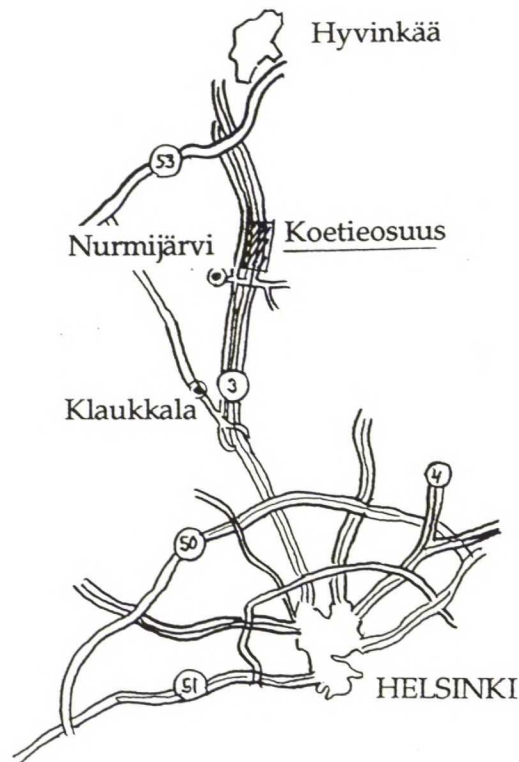 Hyvinkää
53
Nurmijärvi
Koetieosuus
3
Klaukkala
4
50
51
HELSINKI